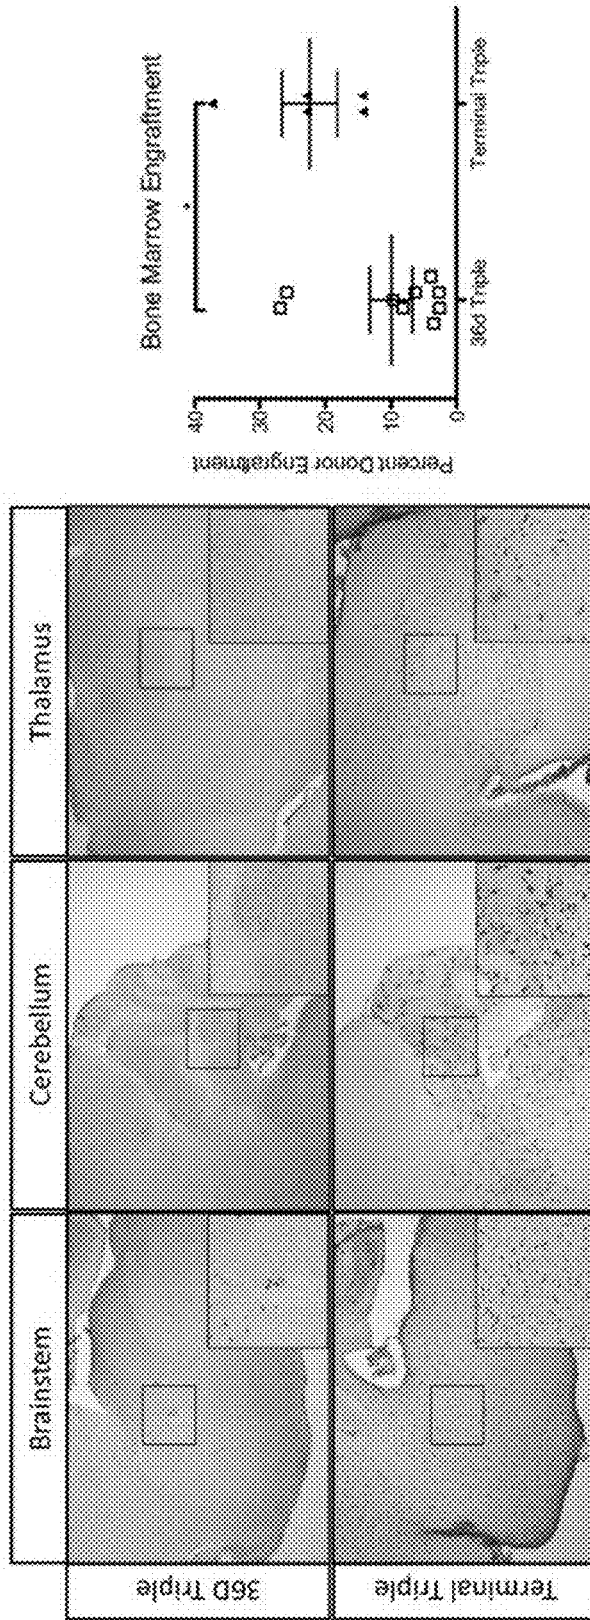 Brainstem
Cerebellum
Thalamus
36D Triple
Terminal Triple
Bone Marrow Engraftment
*
Percent Donor Engraftment
40
30
20
10
0
36d Triple
Terminal Triple